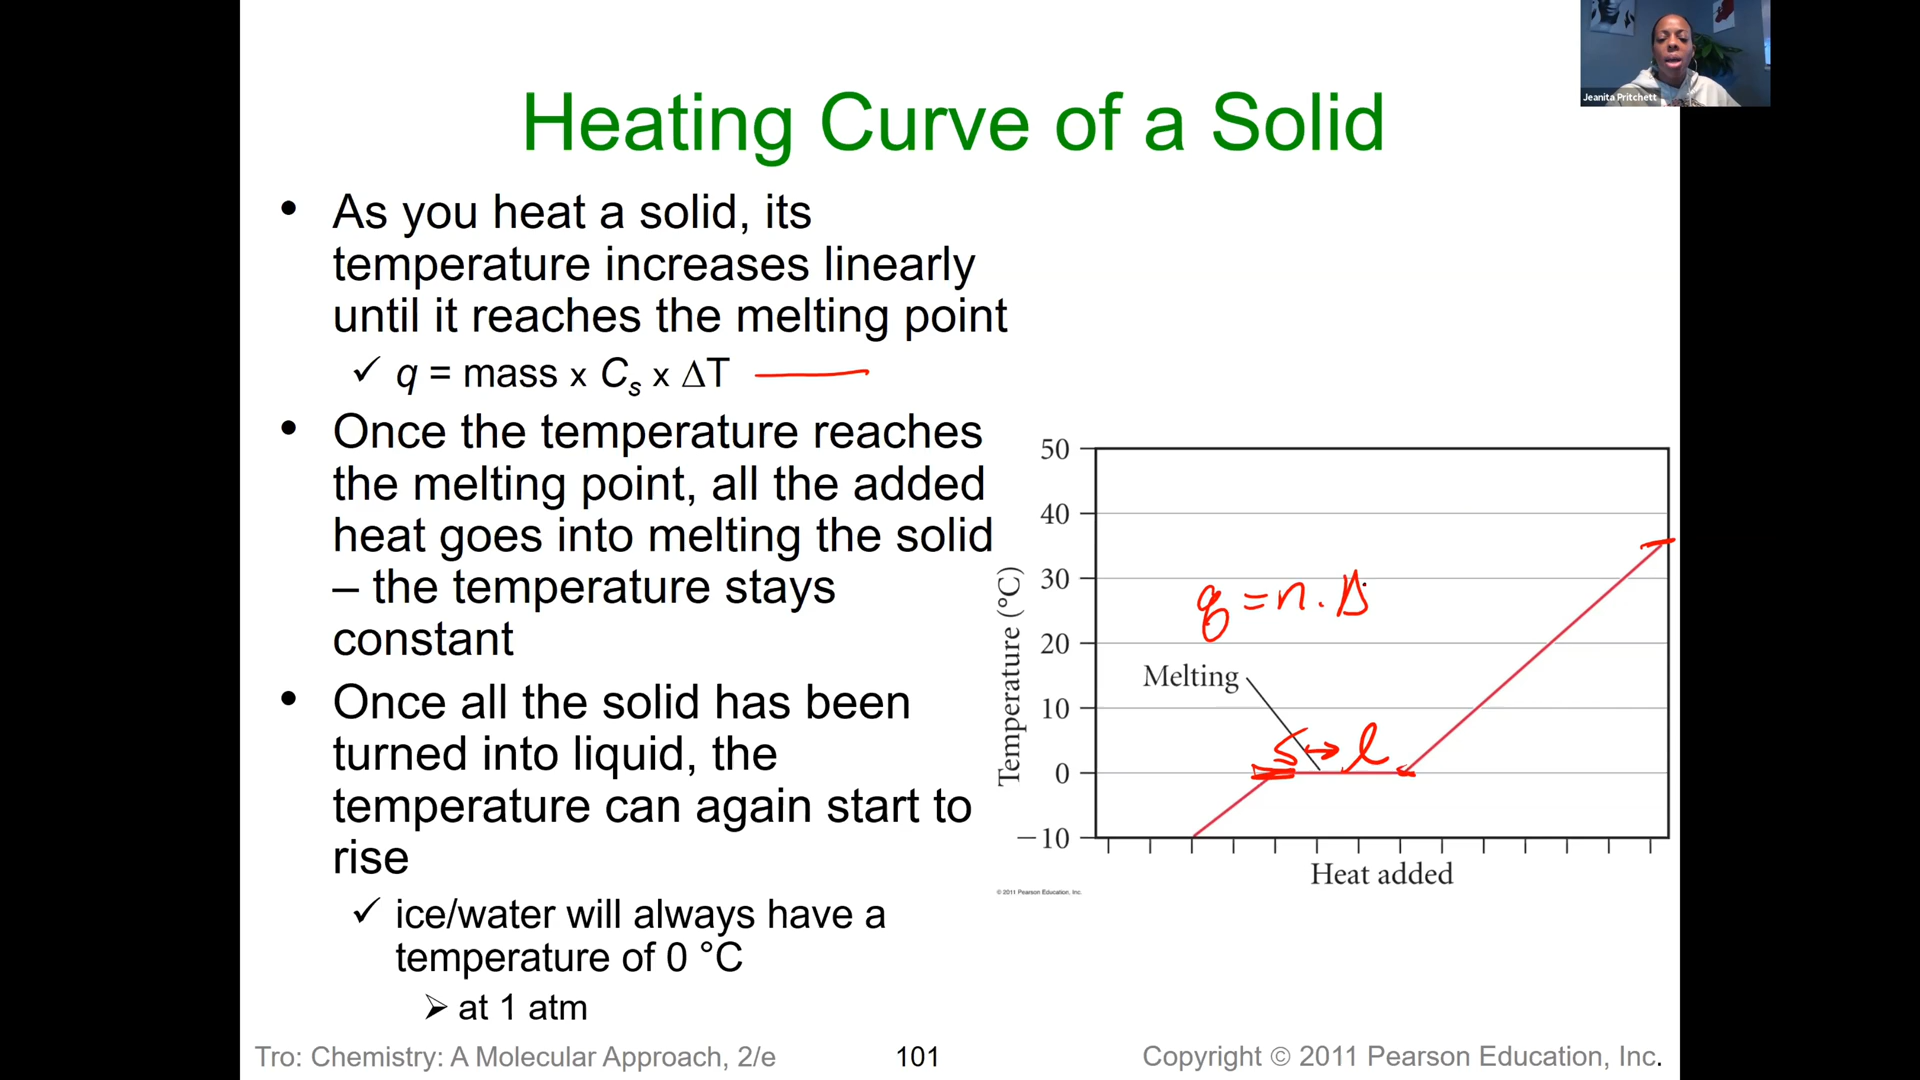 Jeanita Pritchett
Heating Curve of a Solid
• As you heat a solid, its
temperature increases linearly
until it reaches the melting point
✓ q = mass x Cs x ΔT
• Once the temperature reaches
the melting point, all the added
heat goes into melting the solid
– the temperature stays
constant
• Once all the solid has been
turned into liquid, the
temperature can again start to
rise
✓ ice/water will always have a
temperature of 0 °C
➢ at 1 atm
50
40
30
20
10
0
−10
Temperature (°C)
q = n · Δ
Melting
s → l
Heat added
© 2011 Pearson Education, Inc.
Tro: Chemistry: A Molecular Approach, 2/e
101
Copyright © 2011 Pearson Education, Inc.